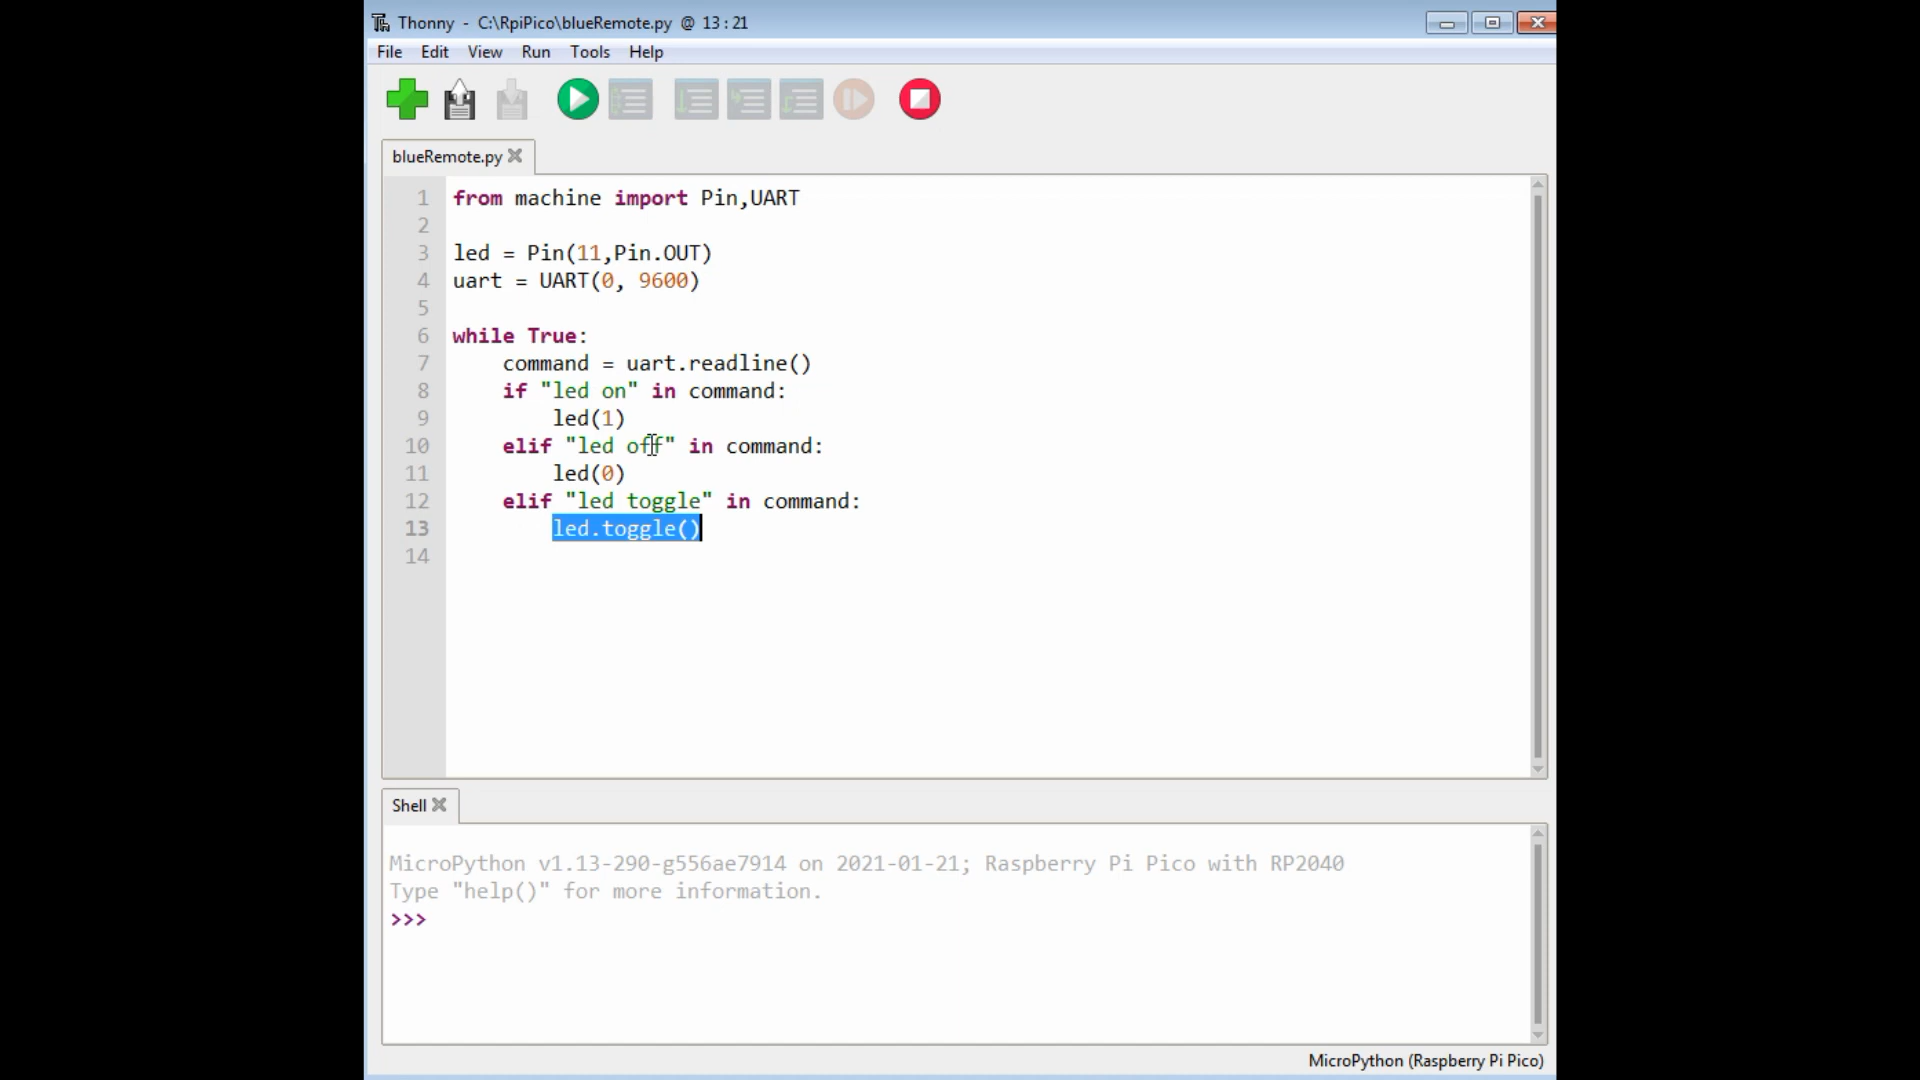 Thonny - C:\RpiPico\blueRemote.py @ 13:21
File Edit View Run Tools Help
blueRemote.py
1 from machine import Pin,UART
2
3 led = Pin(11,Pin.OUT)
4 uart = UART(0, 9600)
5
6 while True:
7     command = uart.readline()
8     if "led on" in command:
9         led(1)
10     elif "led off" in command:
11         led(0)
12     elif "led toggle" in command:
13         led.toggle()
14
Shell
MicroPython v1.13-290-g556ae7914 on 2021-01-21; Raspberry Pi Pico with RP2040
Type "help()" for more information.
>>>
MicroPython (Raspberry Pi Pico)